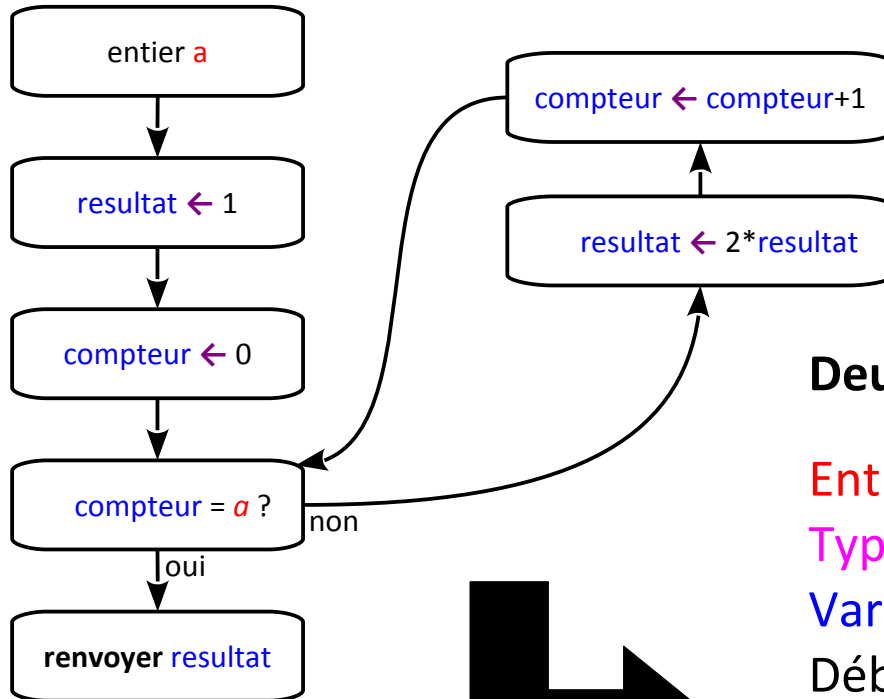 entier a
resultat ← 1
compteur ← 0
compteur = a ?
non
oui
renvoyer resultat
compteur ← compteur+1
resultat ← 2*resultat